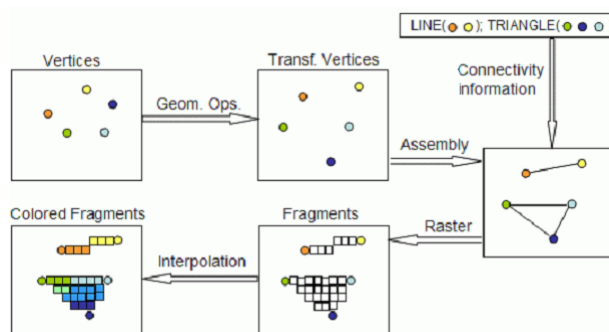 LINE( ); TRIANGLE( )
Vertices
Transf. Vertices
Connectivity
information
Geom. Ops.
Assembly
Colored Fragments
Fragments
Raster
Interpolation